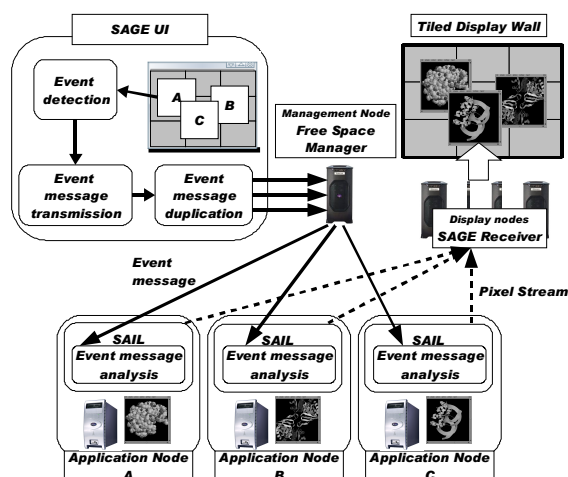 SAGE UI
Tiled Display Wall
Event
detection
A
B
C
Management Node
Free Space
Manager
Event
message
transmission
Event
message
duplication
Display nodes
SAGE Receiver
Event
message
Pixel Stream
SAIL
Event message
analysis
SAIL
Event message
analysis
SAIL
Event message
analysis
Application Node
A
Application Node
B
Application Node
C